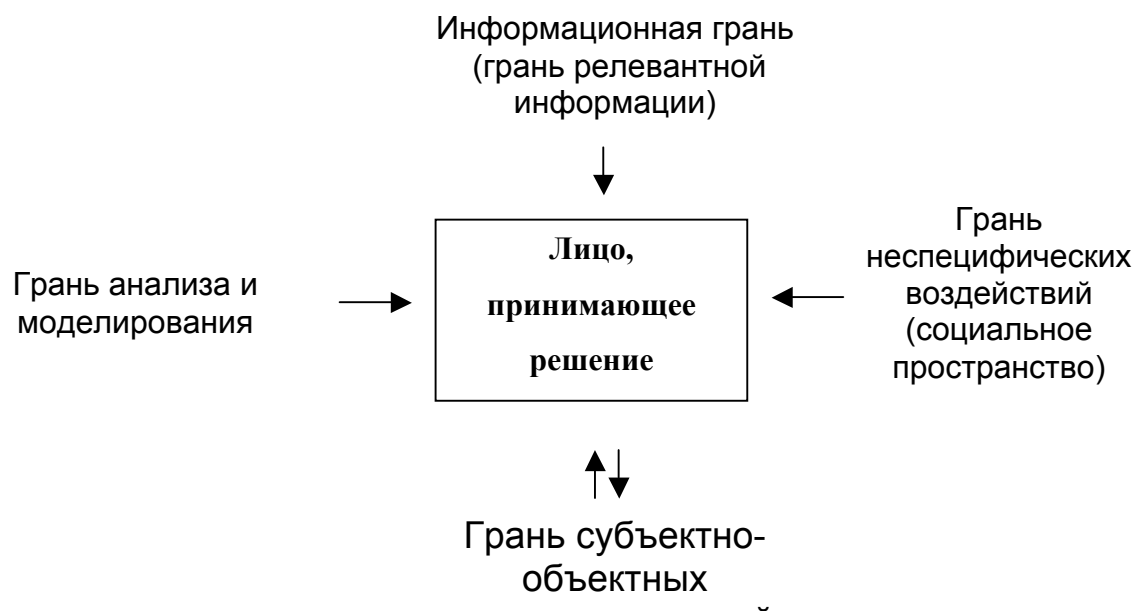 Информационная грань
(грань релевантной
информации)
Лицо,
принимающее
решение
Грань
неспецифических
воздействий
(социальное
пространство)
Грань анализа и
моделирования
Грань субъектно-
объектных